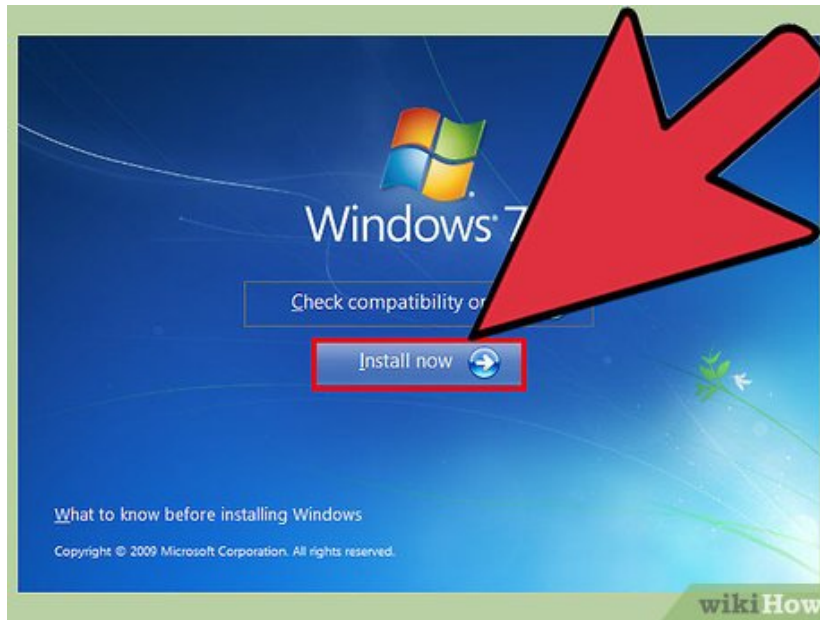 Windows 7
Check compatibility
Install now
What to know before installing Windows
Copyright © 2009 Microsoft Corporation. All rights reserved.
wikiHow